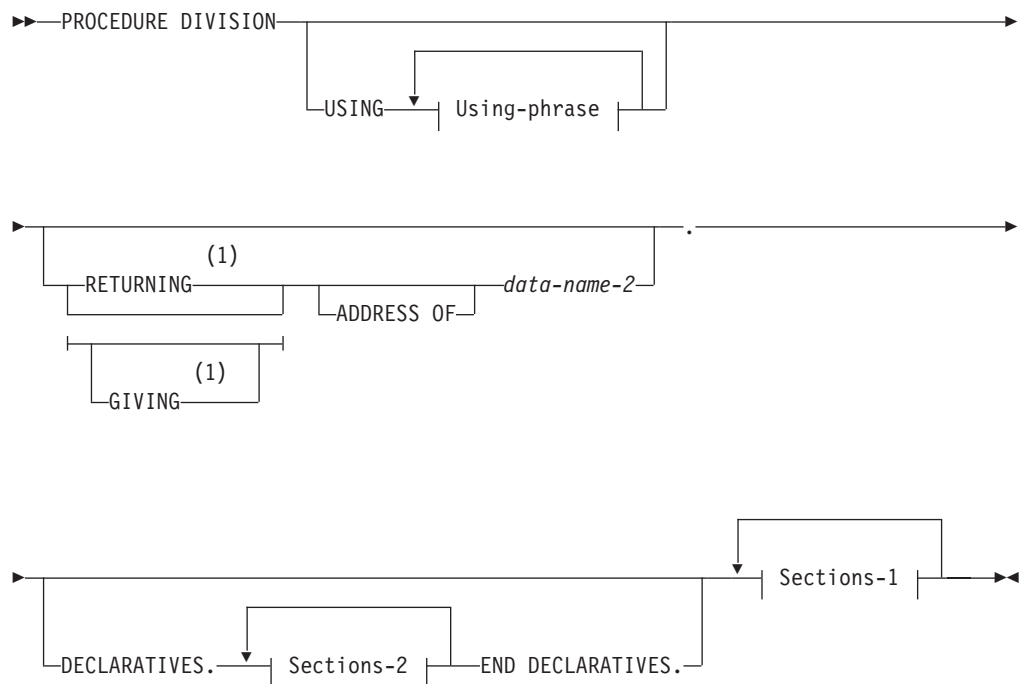 PROCEDURE DIVISION
USING Using-phrase
(1)
RETURNING data-name-2 .
ADDRESS OF
(1)
GIVING
Sections-1
DECLARATIVES. Sections-2 END DECLARATIVES.